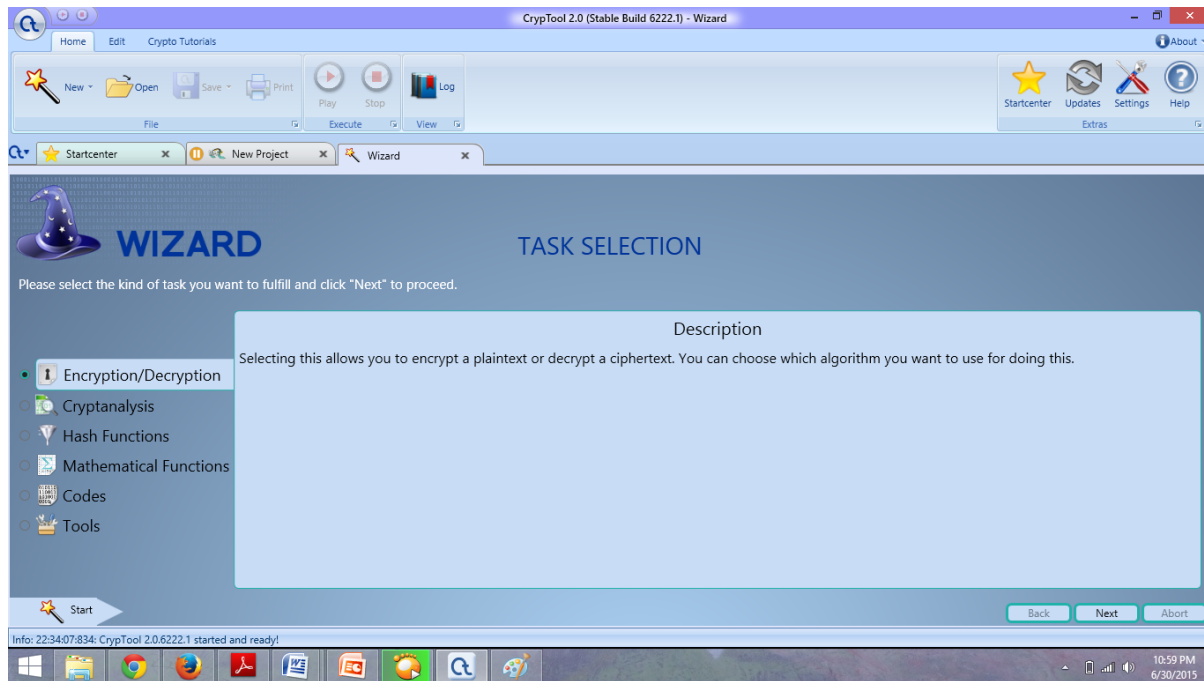 CrypTool 2.0 (Stable Build 6222.1) - Wizard
Home Edit Crypto Tutorials
About
New Open Save Print Play Stop Log
Startcenter Updates Settings Help
File Execute View Extras
Startcenter New Project Wizard
WIZARD
TASK SELECTION
Please select the kind of task you want to fulfill and click "Next" to proceed.
Description
Selecting this allows you to encrypt a plaintext or decrypt a ciphertext. You can choose which algorithm you want to use for doing this.
Encryption/Decryption
Cryptanalysis
Hash Functions
Mathematical Functions
Codes
Tools
Start
Back Next Abort
Info: 22:34:07:834: CrypTool 2.0.6222.1 started and ready!
10:59 PM
6/30/2015